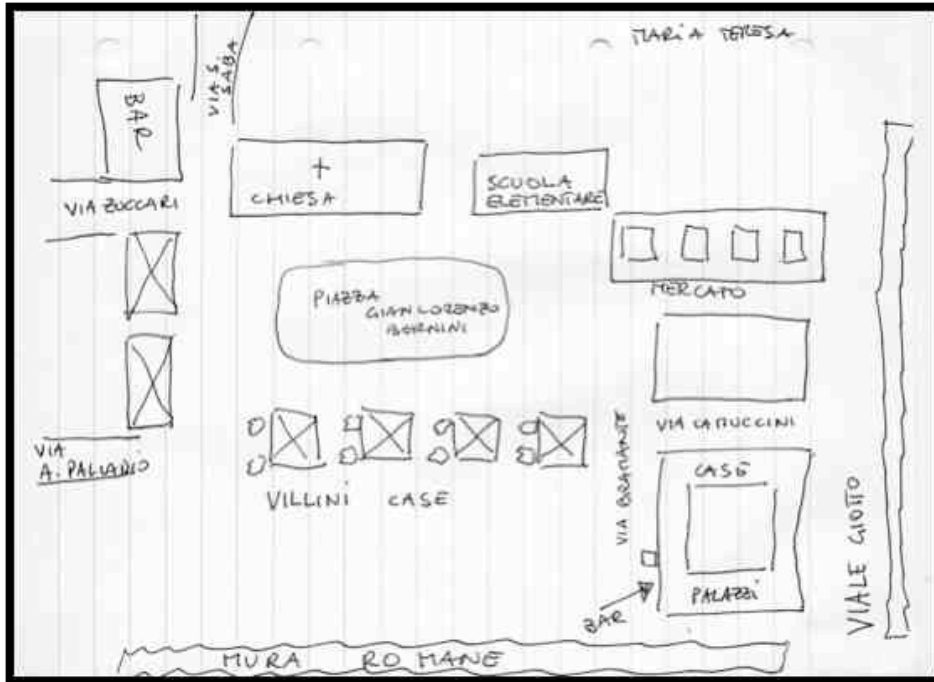 MARIA TERESA
VIA S.
SABA
BAR
CHIESA
SCUOLA
ELEMENTARE
VIA ZUCCARI
MERCATO
PIAZZA
GIAN LORENZO
BERNINI
VIA CAMUCCINI
VIA
A. PALLADIO
VILLINI CASE
VIA BRAMANTE
CASE
PALAZZI
BAR
VIALE GIOTTO
MURA ROMANE